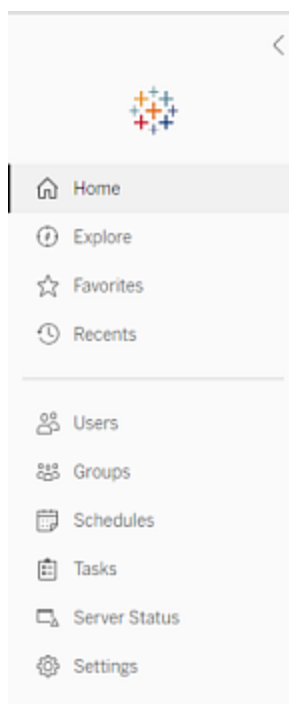 Home
Explore
Favorites
Recents
Users
Groups
Schedules
Tasks
Server Status
Settings